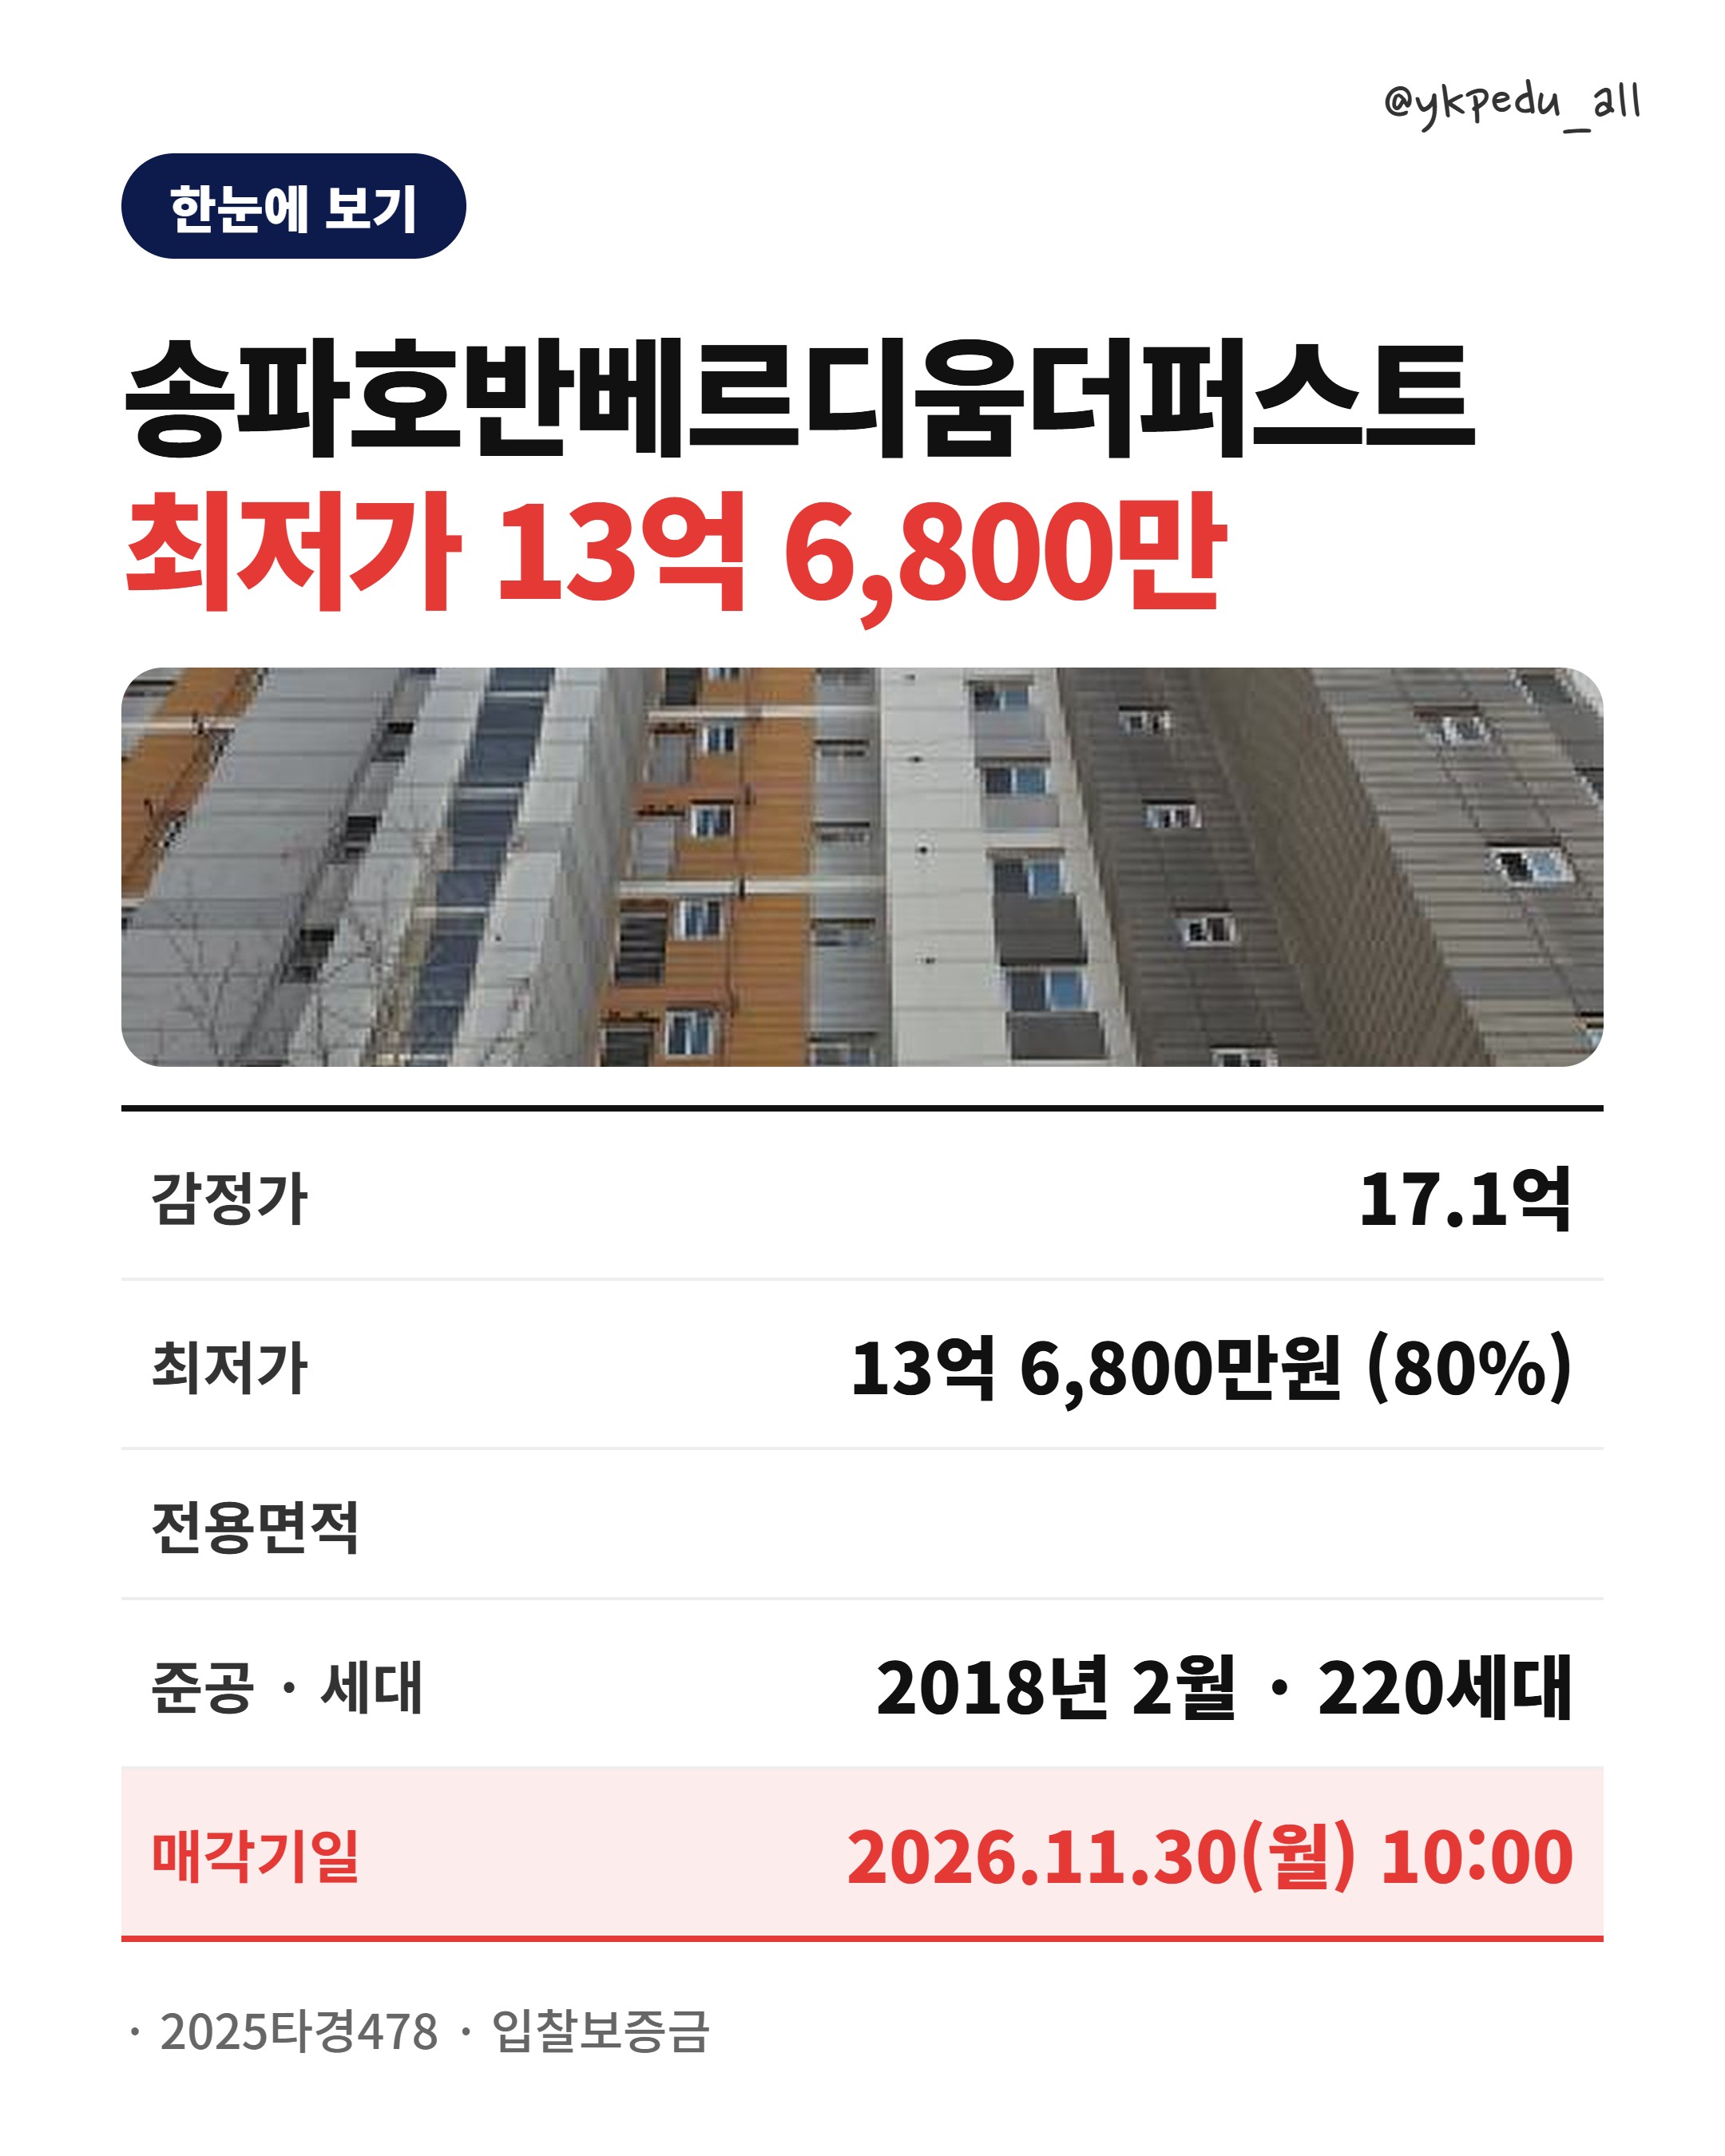 @ykpedu_all
한눈에 보기
송파호반베르디움더퍼스트
최저가 13억 6,800만
감정가 17.1억
최저가 13억 6,800만원 (80%)
전용면적
준공 · 세대 2018년 2월 · 220세대
매각기일 2026.11.30(월) 10:00
· 2025타경478 · 입찰보증금